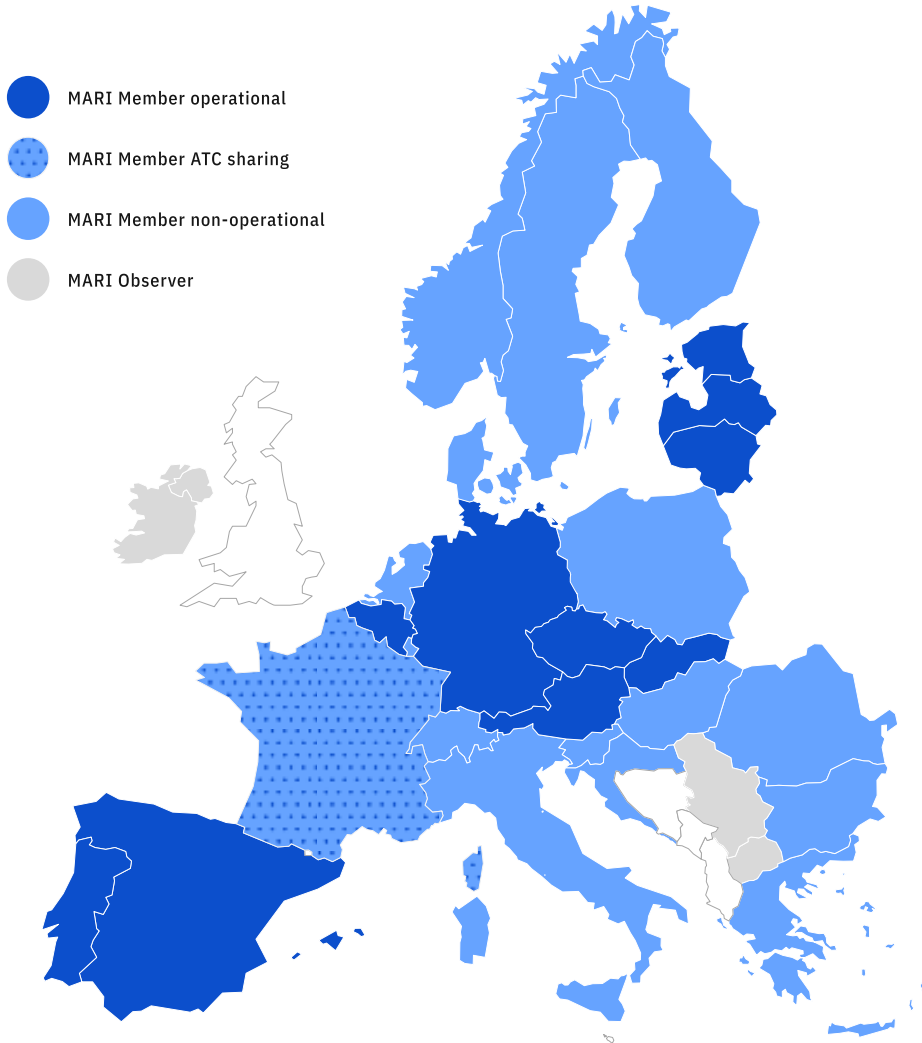 MARI Member operational
MARI Member ATC sharing
MARI Member non-operational
MARI Observer